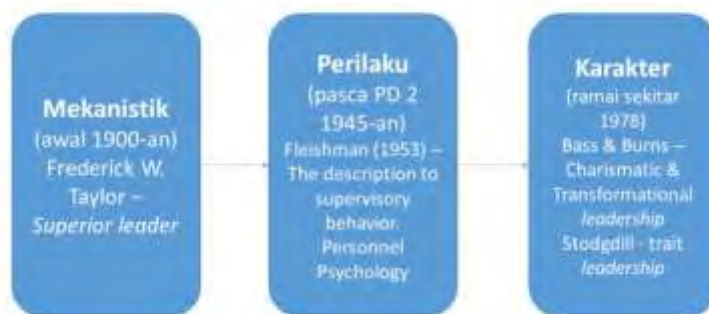 Mekanistik
(awal 1900-an)
Frederick W.
Taylor –
Superior leader
Perilaku
(pasca PD 2
1945-an)
Fleishman (1953) –
The description to
supervisory
behavior.
Personnel
Psychology
Karakter
(ramai sekitar
1978)
Bass & Burns –
Charismatic &
Transformational
leadership
Stodgdill - trait
leadership